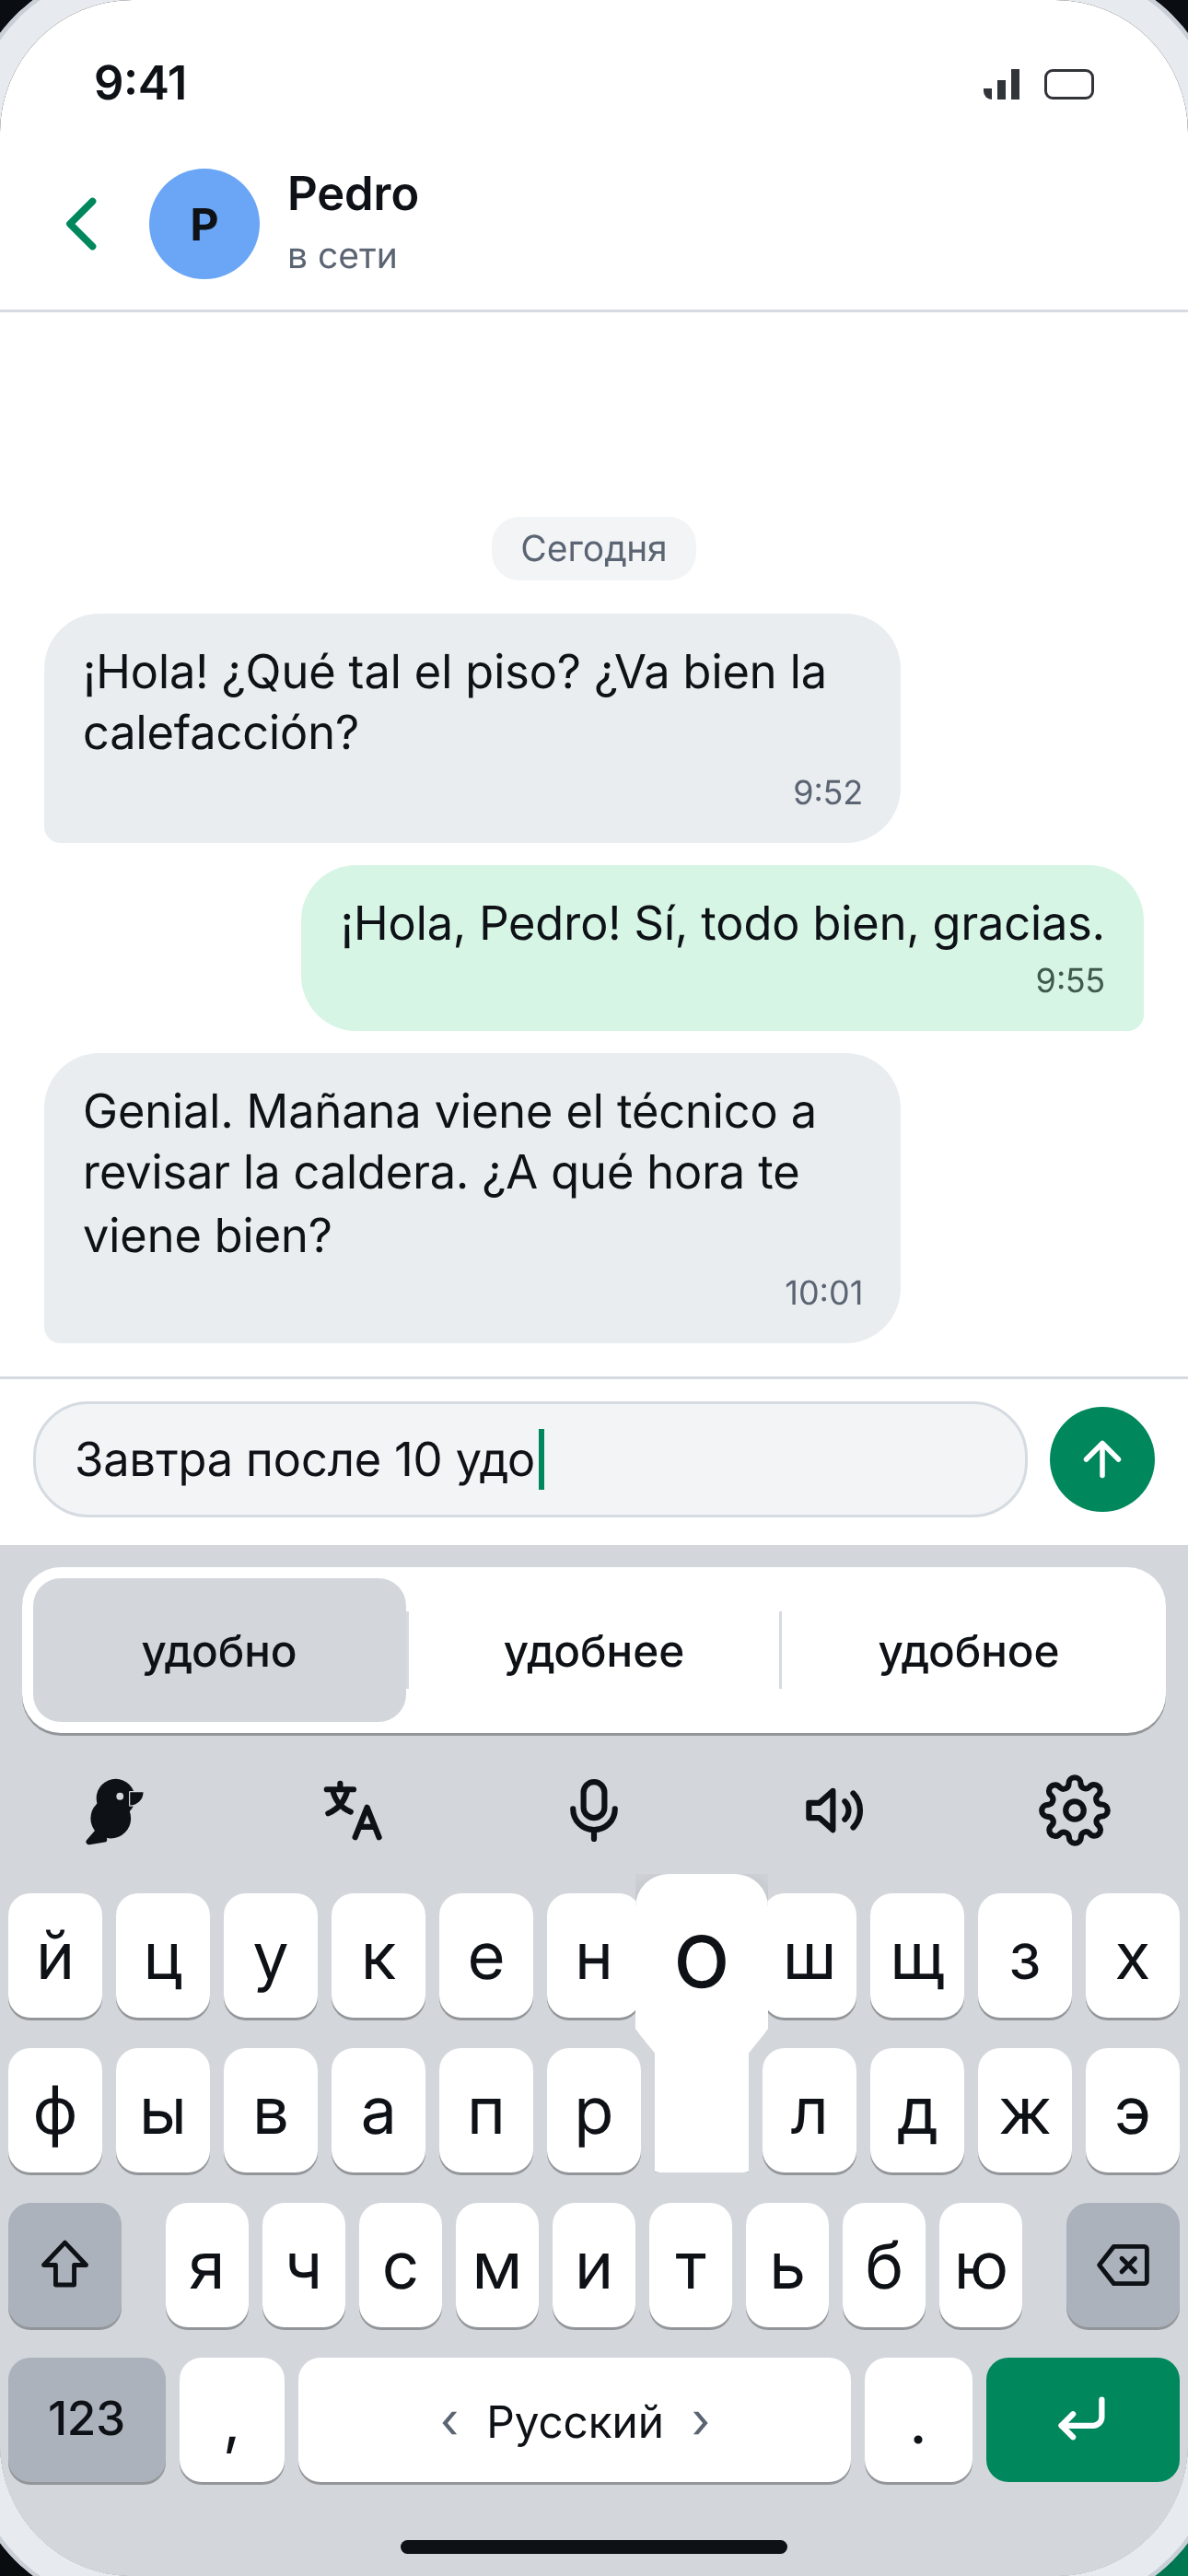 9:41
P
Pedro
в сети
Сегодня
¡Hola! ¿Qué tal el piso? ¿Va bien la
calefacción?
9:52
¡Hola, Pedro! Sí, todo bien, gracias.
9:55
Genial. Mañana viene el técnico a
revisar la caldera. ¿A qué hora te
viene bien?
10:01
Завтра после 10 удо
удобно удобнее удобное
й ц у к е н о ш щ з х
ф ы в а п р л д ж э
я ч с м и т ь б ю
123 , ‹ Русский › .